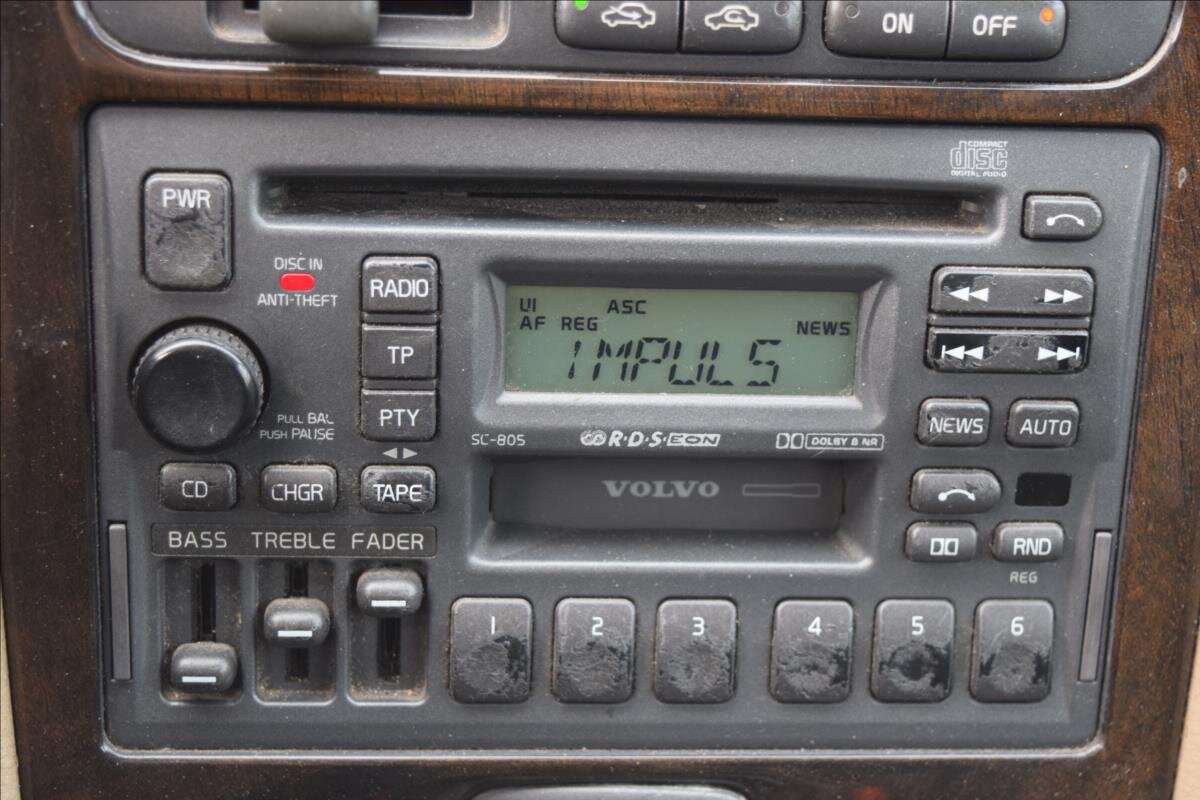 ON OFF
COMPACT
disc
DIGITAL AUDIO
PWR
DISC IN
ANTI-THEFT
RADIO
TP
PTY
UI ASC
AF REG NEWS
IMPULS
PULL BAL
PUSH PAUSE
SC-805 R·D·S·EON DOLBY B NR
NEWS AUTO
CD CHGR TAPE
VOLVO
BASS TREBLE FADER
RND
REG
1 2 3 4 5 6